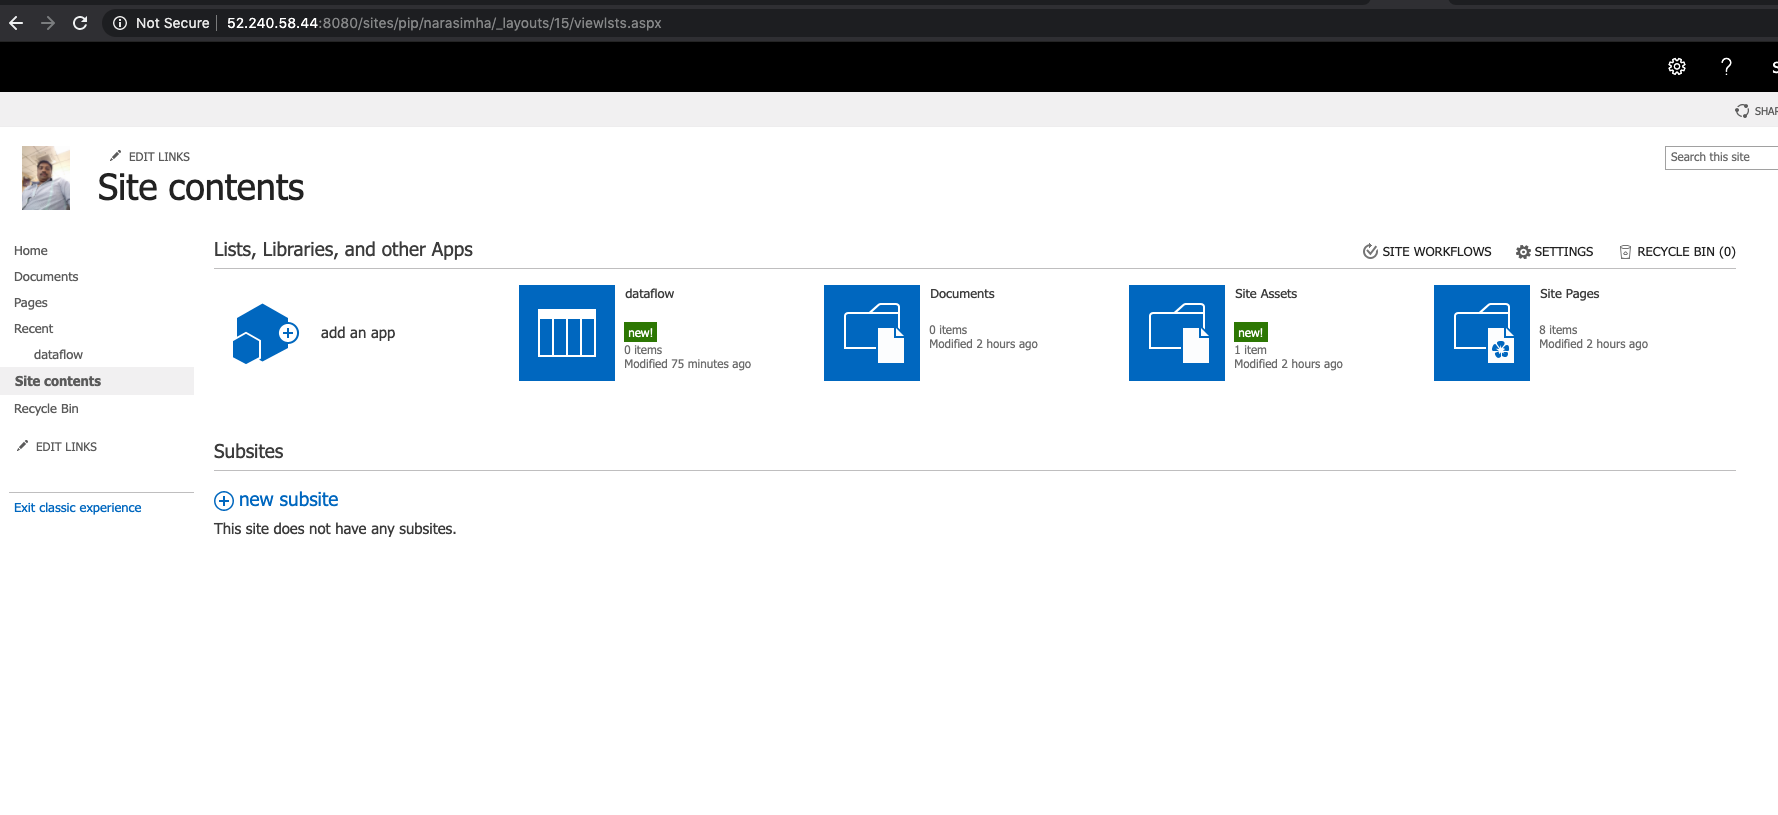 Not Secure 52.240.58.44:8080/sites/pip/narasimha/_layouts/15/viewlsts.aspx
?
SHAR
EDIT LINKS
Search this site
Site contents
Home
Documents
Pages
Recent
dataflow
Site contents
Recycle Bin
EDIT LINKS
Exit classic experience
Lists, Libraries, and other Apps
SITE WORKFLOWS SETTINGS RECYCLE BIN (0)
add an app
dataflow
new!
0 items
Modified 75 minutes ago
Documents
0 items
Modified 2 hours ago
Site Assets
new!
1 item
Modified 2 hours ago
Site Pages
8 items
Modified 2 hours ago
Subsites
new subsite
This site does not have any subsites.